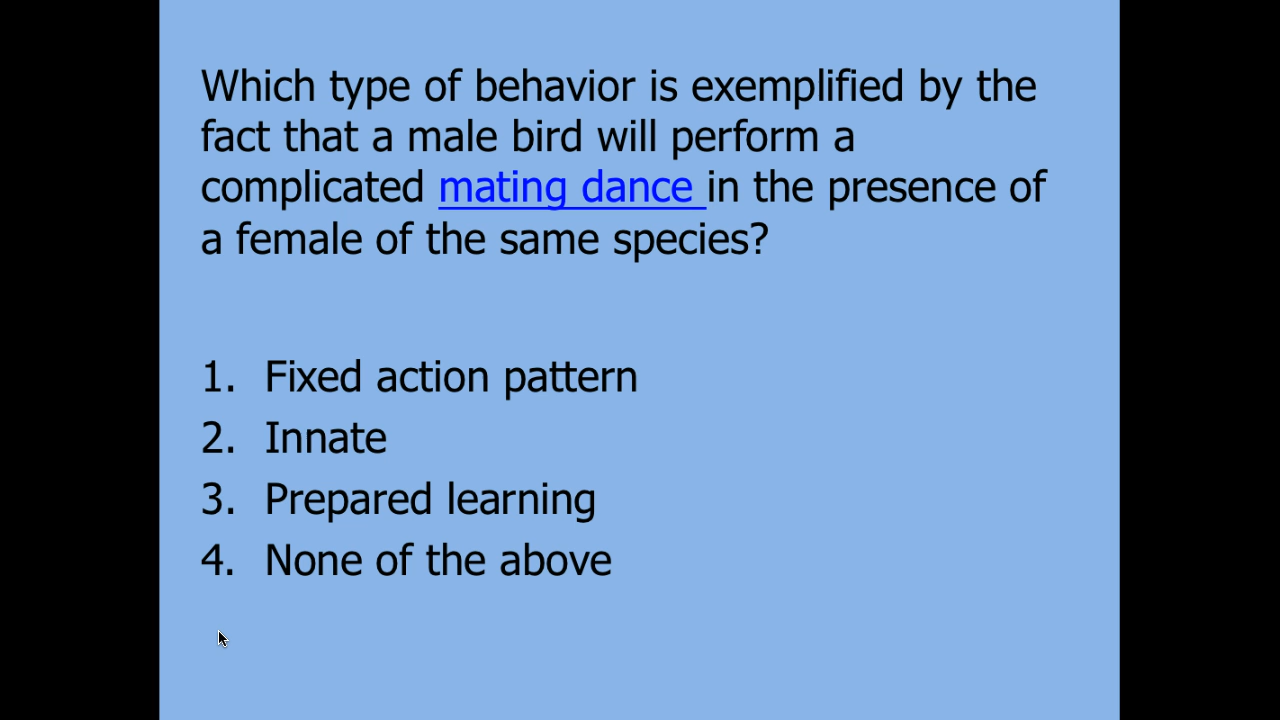 Which type of behavior is exemplified by the
fact that a male bird will perform a
complicated mating dance in the presence of
a female of the same species?
1. Fixed action pattern
2. Innate
3. Prepared learning
4. None of the above